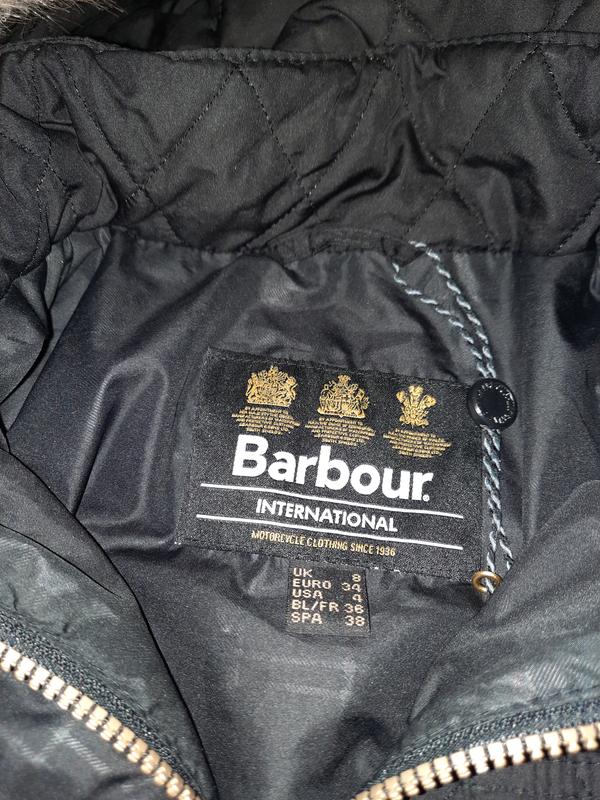 Barbour
INTERNATIONAL
MOTORCYCLE CLOTHING SINCE 1936
UK 8
EURO 34
USA 4
BL/FR 36
SPA 38